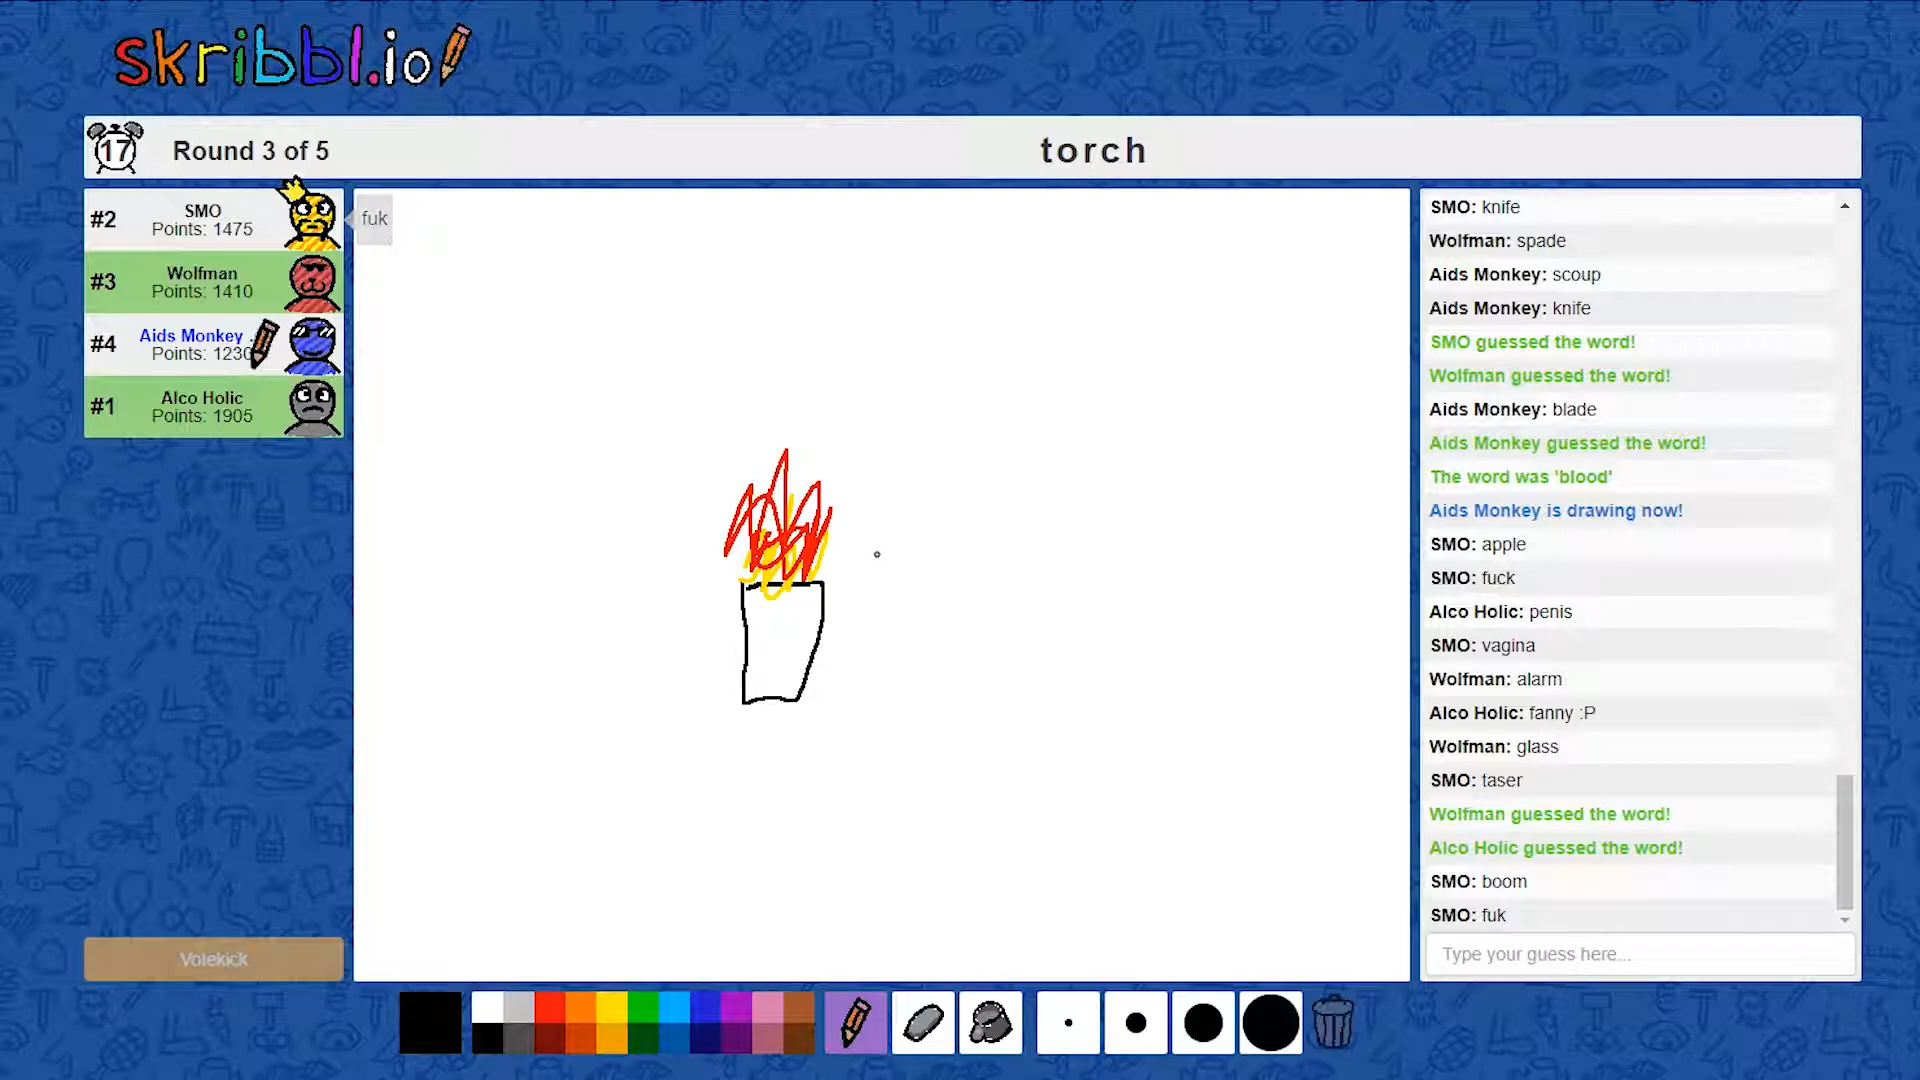 skribbl.io
17
Round 3 of 5
torch
#2
SMO
Points: 1475
fuk
#3
Wolfman
Points: 1410
#4
Aids Monkey
Points: 1230
#1
Alco Holic
Points: 1905
SMO: knife
Wolfman: spade
Aids Monkey: scoup
Aids Monkey: knife
SMO guessed the word!
Wolfman guessed the word!
Aids Monkey: blade
Aids Monkey guessed the word!
The word was 'blood'
Aids Monkey is drawing now!
SMO: apple
SMO: fuck
Alco Holic: penis
SMO: vagina
Wolfman: alarm
Alco Holic: fanny :P
Wolfman: glass
SMO: taser
Wolfman guessed the word!
Alco Holic guessed the word!
SMO: boom
SMO: fuk
Type your guess here...
Votekick